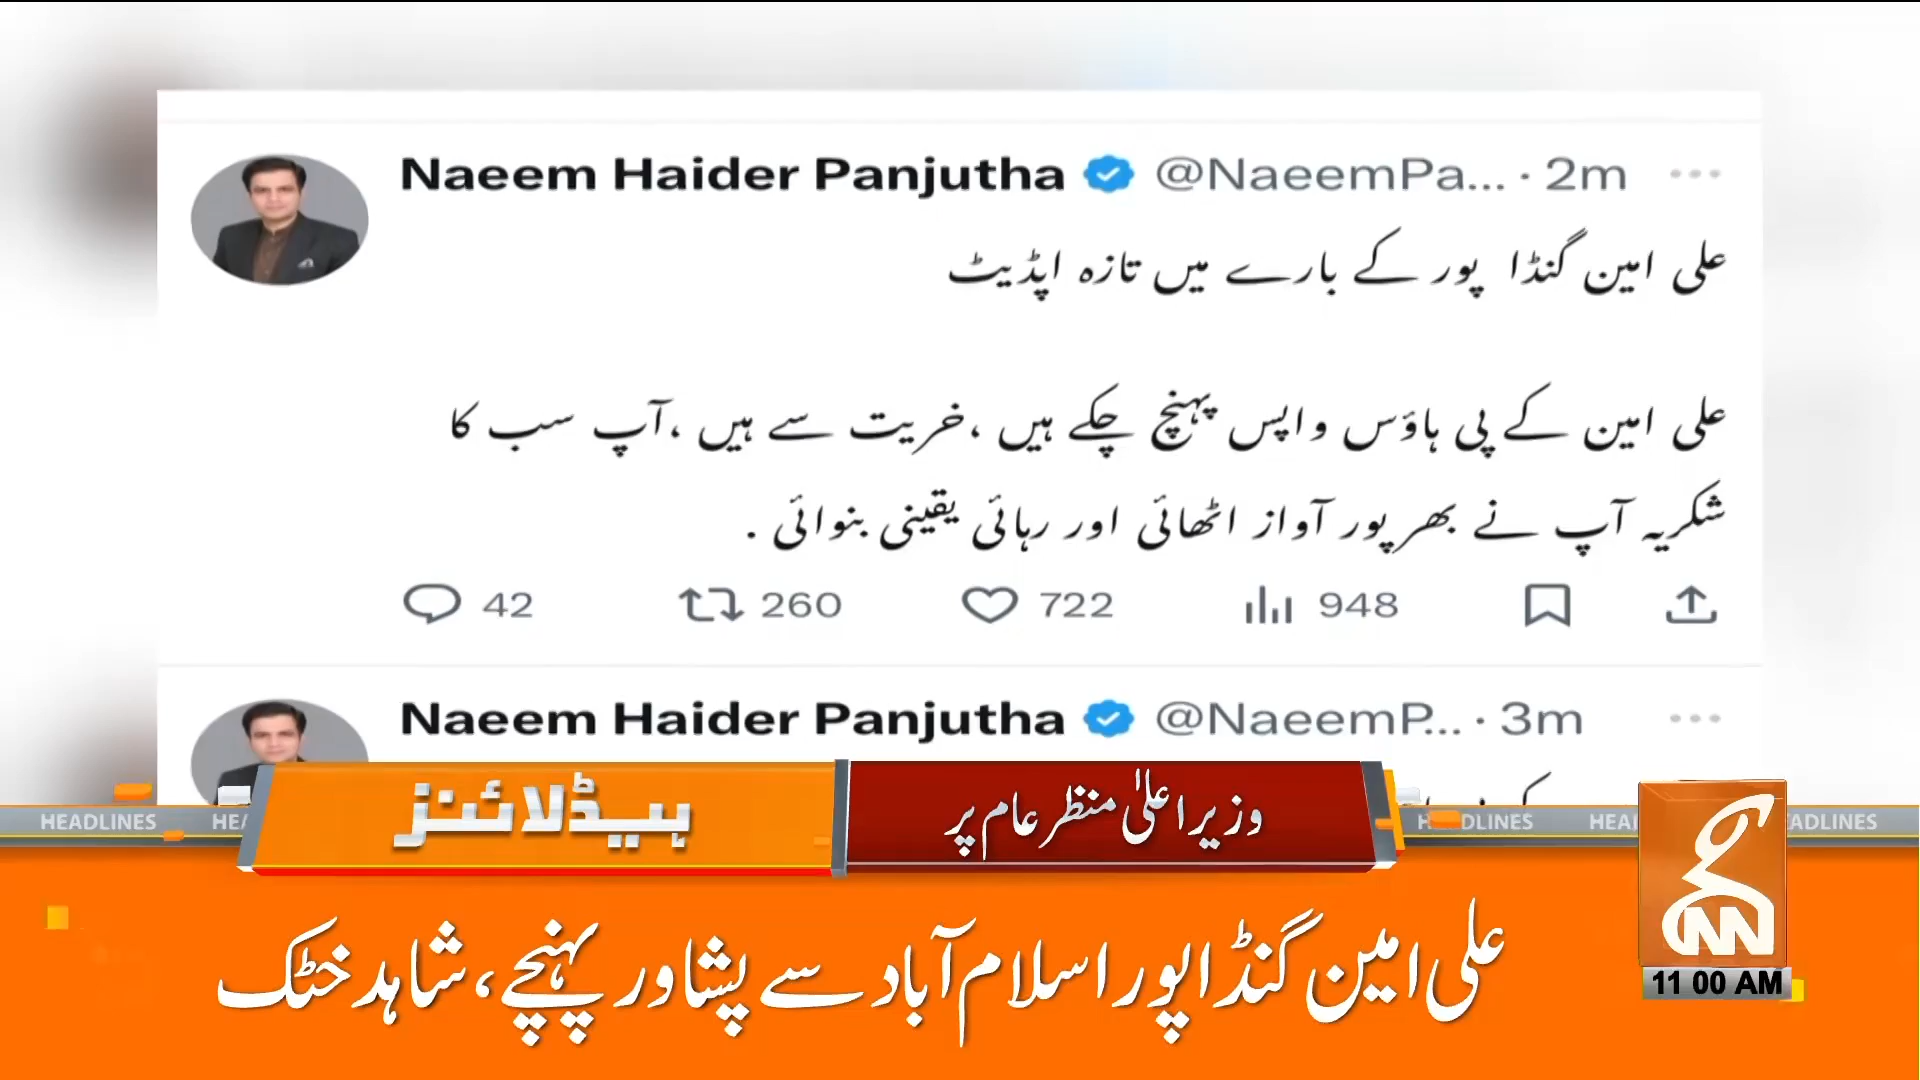 Naeem Haider Panjutha @NaeemPa... · 2m
علی امین گنڈا پور کے بارے میں تازہ اپڈیٹ
علی امین کے پی ہاؤس واپس پہنچ چکے ہیں ،خریت سے ہیں ،آپ سب کا
شکریہ آپ نے بھرپور آواز اٹھائی اور رہائی یقینی بنوائی .
42 260 722 948
Naeem Haider Panjutha @NaeemP... · 3m
ہیڈلائنز
وزیراعلیٰ منظر عام پر
HEADLINES HEA
DLINES HEA
ADLINES
GNN
علی امین گنڈاپور اسلام آباد سے پشاور پہنچے، شاہد خٹک
11 00 AM